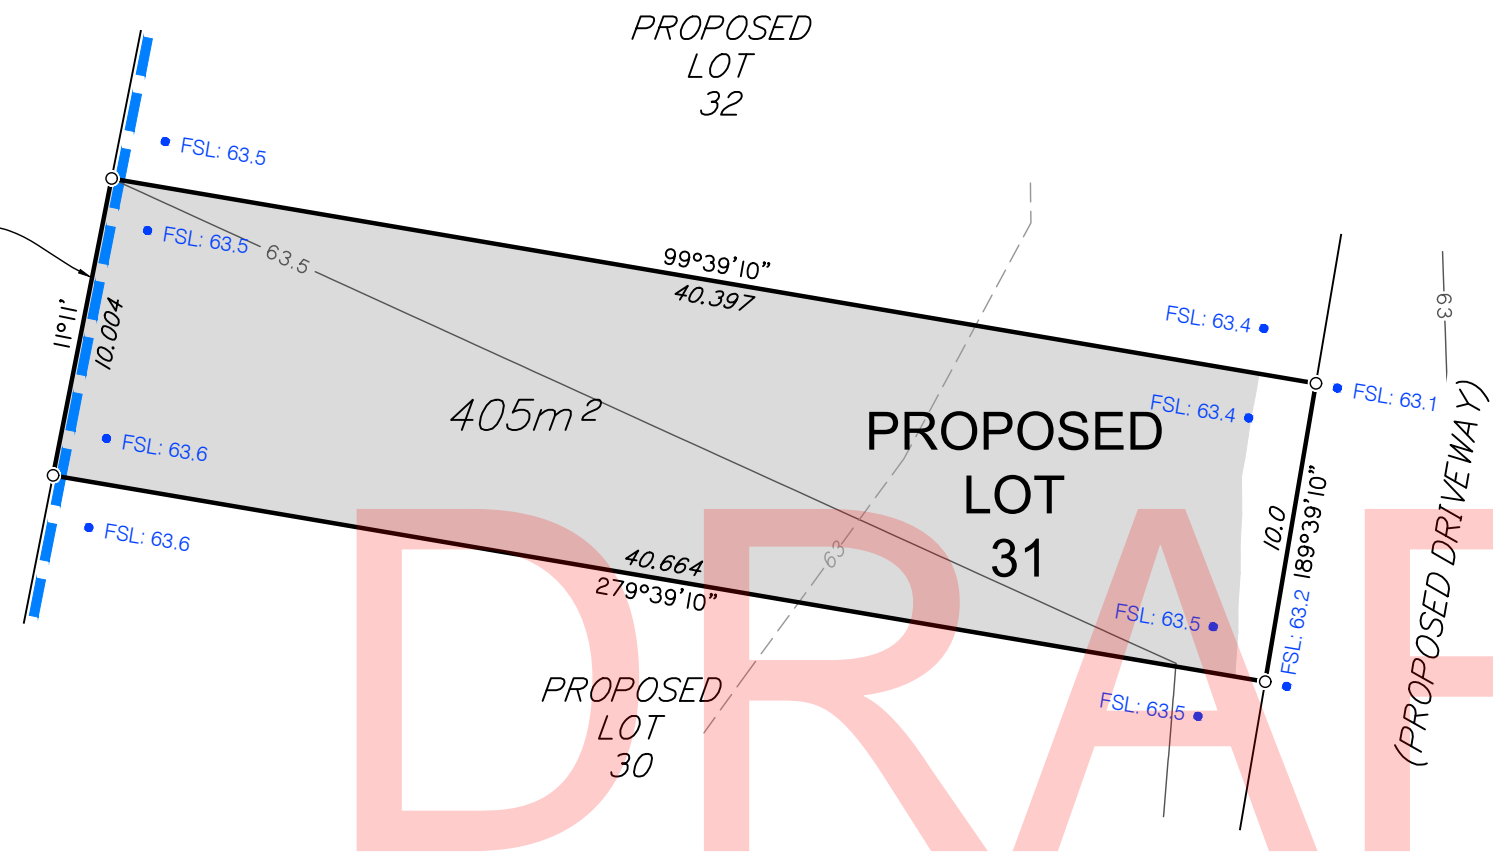 PROPOSED
LOT
32
FSL: 63.5
FSL: 63.5
63.5
99°39'10"
40.397
11°11'
10.004
FSL: 63.4
63
FSL: 63.4
FSL: 63.1
405m²
PROPOSED
LOT
31
FSL: 63.6
FSL: 63.6
63
40.664
279°39'10"
10.0
189°39'10"
FSL: 63.2
FSL: 63.5
FSL: 63.5
(PROPOSED DRIVEWAY)
PROPOSED
LOT
30
DRAF